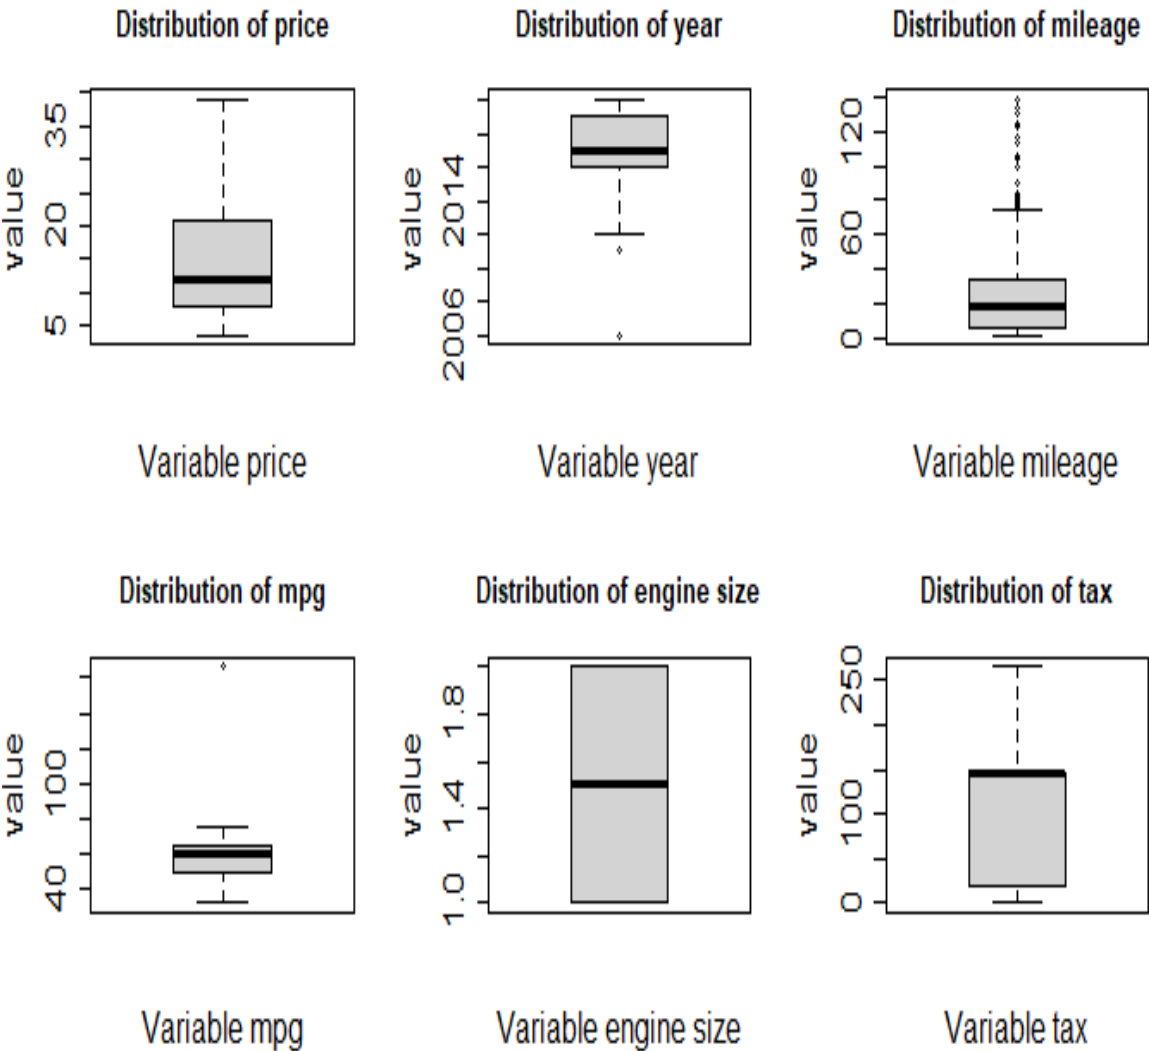 Distribution of price
value
35
20
5
Variable price
Distribution of year
value
2014
2006
Variable year
Distribution of mileage
value
120
60
0
Variable mileage
Distribution of mpg
value
100
40
Variable mpg
Distribution of engine size
value
1.8
1.4
1.0
Variable engine size
Distribution of tax
value
250
100
0
Variable tax